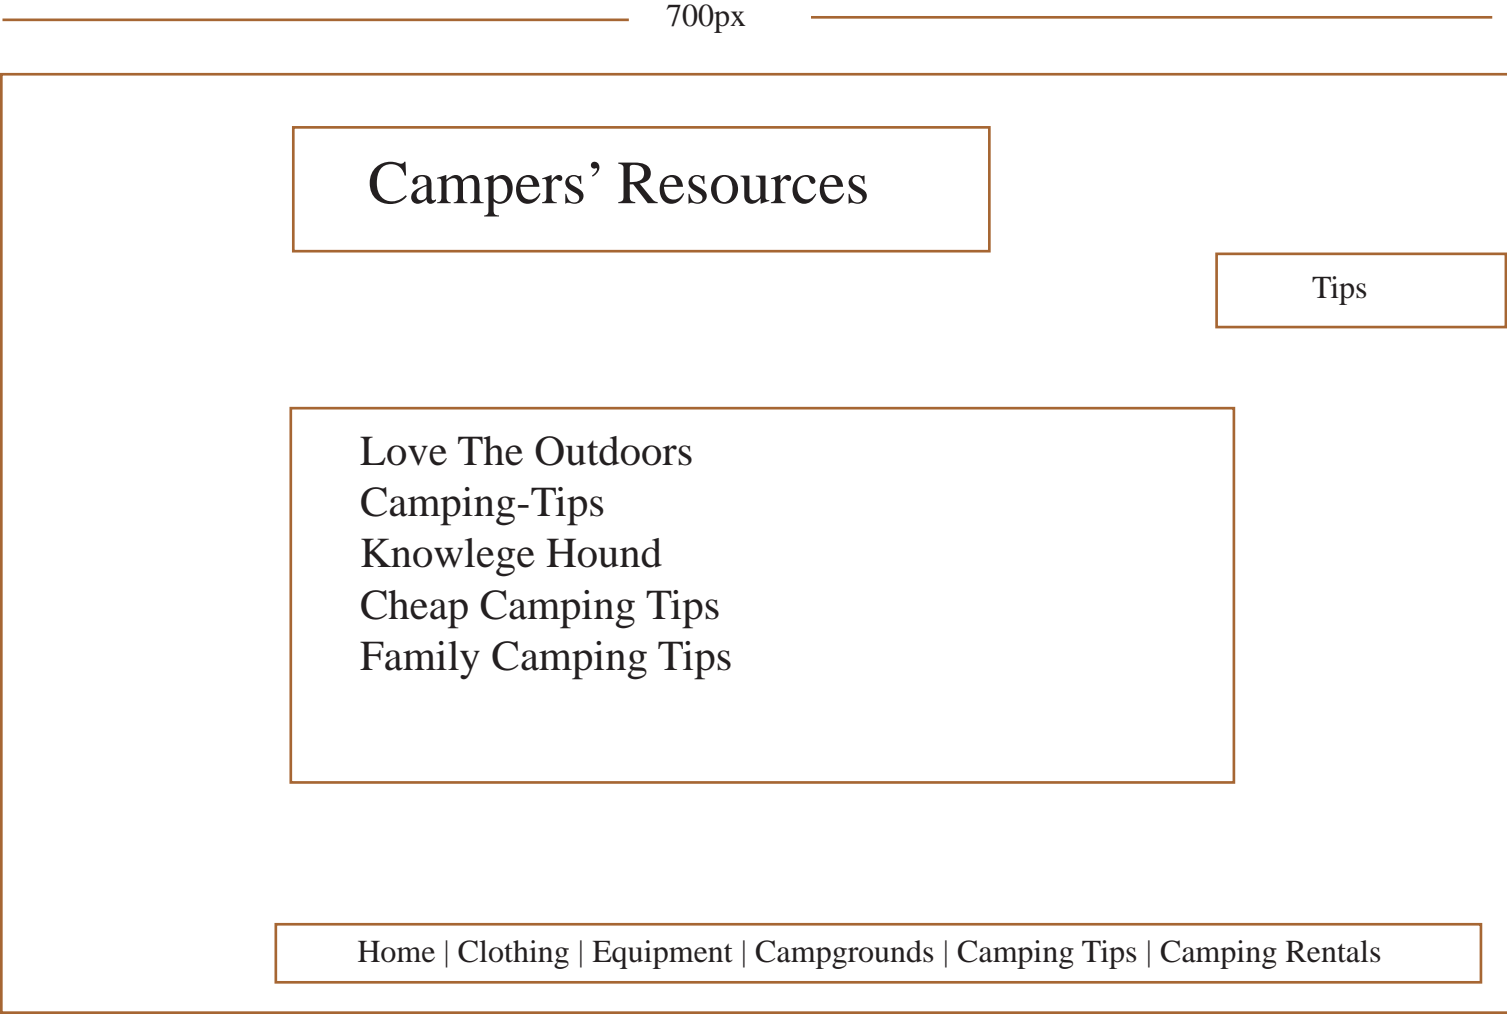 700px
Campers’ Resources
Tips
Love The Outdoors
Camping-Tips
Knowlege Hound
Cheap Camping Tips
Family Camping Tips
Home | Clothing | Equipment | Campgrounds | Camping Tips | Camping Rentals